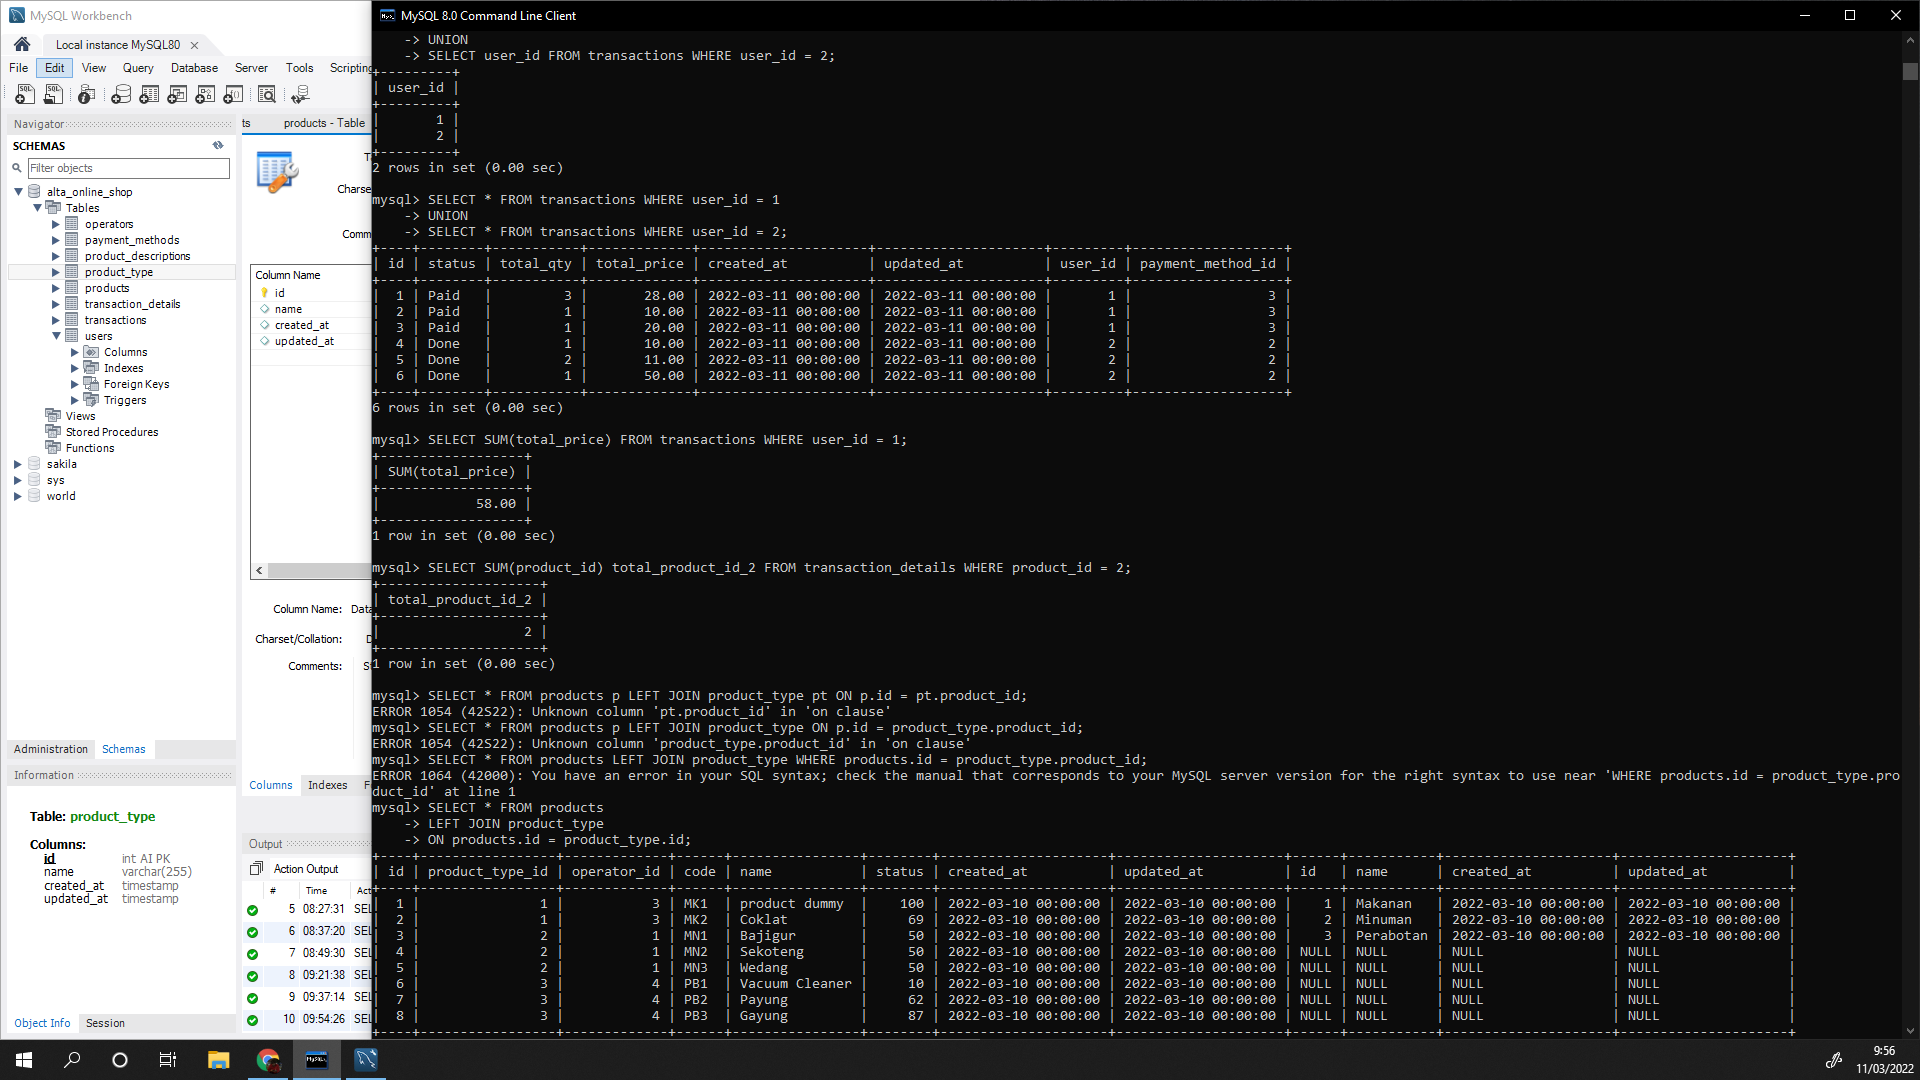 MySQL Workbench
Local instance MySQL80
File Edit View Query Database Server Tools Scripting
Navigator
SCHEMAS
Filter objects
alta_online_shop
Tables
operators
payment_methods
product_descriptions
product_type
products
transaction_details
transactions
users
Columns
Indexes
Foreign Keys
Triggers
Views
Stored Procedures
Functions
sakila
sys
world
Administration Schemas
Information
Table: product_type
Columns:
id int AI PK
name varchar(255)
created_at timestamp
updated_at timestamp
Object Info Session
ts products - Table
Charse
Comm
Column Name
id
name
created_at
updated_at
Column Name: Data
Charset/Collation:
Comments:
Columns Indexes F
Output
Action Output
# Time Act
5 08:27:31 SEL
6 08:37:20 SEL
7 08:49:30 SEL
8 09:21:38 SEL
9 09:37:14 SEL
10 09:54:26 SEL
MySQL 8.0 Command Line Client
    -> UNION
    -> SELECT user_id FROM transactions WHERE user_id = 2;
+---------+
| user_id |
+---------+
|       1 |
|       2 |
+---------+
2 rows in set (0.00 sec)
mysql> SELECT * FROM transactions WHERE user_id = 1
    -> UNION
    -> SELECT * FROM transactions WHERE user_id = 2;
+----+--------+-----------+-------------+---------------------+---------------------+---------+-------------------+
| id | status | total_qty | total_price | created_at          | updated_at          | user_id | payment_method_id |
+----+--------+-----------+-------------+---------------------+---------------------+---------+-------------------+
|  1 | Paid   |         3 |       28.00 | 2022-03-11 00:00:00 | 2022-03-11 00:00:00 |       1 |                 3 |
|  2 | Paid   |         1 |       10.00 | 2022-03-11 00:00:00 | 2022-03-11 00:00:00 |       1 |                 3 |
|  3 | Paid   |         1 |       20.00 | 2022-03-11 00:00:00 | 2022-03-11 00:00:00 |       1 |                 3 |
|  4 | Done   |         1 |       10.00 | 2022-03-11 00:00:00 | 2022-03-11 00:00:00 |       2 |                 2 |
|  5 | Done   |         2 |       11.00 | 2022-03-11 00:00:00 | 2022-03-11 00:00:00 |       2 |                 2 |
|  6 | Done   |         1 |       50.00 | 2022-03-11 00:00:00 | 2022-03-11 00:00:00 |       2 |                 2 |
+----+--------+-----------+-------------+---------------------+---------------------+---------+-------------------+
6 rows in set (0.00 sec)
mysql> SELECT SUM(total_price) FROM transactions WHERE user_id = 1;
+------------------+
| SUM(total_price) |
+------------------+
|            58.00 |
+------------------+
1 row in set (0.00 sec)
mysql> SELECT SUM(product_id) total_product_id_2 FROM transaction_details WHERE product_id = 2;
+--------------------+
| total_product_id_2 |
+--------------------+
|                  2 |
+--------------------+
1 row in set (0.00 sec)
mysql> SELECT * FROM products p LEFT JOIN product_type pt ON p.id = pt.product_id;
ERROR 1054 (42S22): Unknown column 'pt.product_id' in 'on clause'
mysql> SELECT * FROM products p LEFT JOIN product_type ON p.id = product_type.product_id;
ERROR 1054 (42S22): Unknown column 'product_type.product_id' in 'on clause'
mysql> SELECT * FROM products LEFT JOIN product_type WHERE products.id = product_type.product_id;
ERROR 1064 (42000): You have an error in your SQL syntax; check the manual that corresponds to your MySQL server version for the right syntax to use near 'WHERE products.id = product_type.pro
duct_id' at line 1
mysql> SELECT * FROM products
    -> LEFT JOIN product_type
    -> ON products.id = product_type.id;
+----+-----------------+-------------+------+----------------+--------+---------------------+---------------------+------+-----------+---------------------+---------------------+
| id | product_type_id | operator_id | code | name           | status | created_at          | updated_at          | id   | name      | created_at          | updated_at          |
+----+-----------------+-------------+------+----------------+--------+---------------------+---------------------+------+-----------+---------------------+---------------------+
|  1 |               1 |           3 | MK1  | product dummy  |    100 | 2022-03-10 00:00:00 | 2022-03-10 00:00:00 |    1 | Makanan   | 2022-03-10 00:00:00 | 2022-03-10 00:00:00 |
|  2 |               1 |           3 | MK2  | Coklat         |     69 | 2022-03-10 00:00:00 | 2022-03-10 00:00:00 |    2 | Minuman   | 2022-03-10 00:00:00 | 2022-03-10 00:00:00 |
|  3 |               2 |           1 | MN1  | Bajigur        |     50 | 2022-03-10 00:00:00 | 2022-03-10 00:00:00 |    3 | Perabotan | 2022-03-10 00:00:00 | 2022-03-10 00:00:00 |
|  4 |               2 |           1 | MN2  | Sekoteng       |     50 | 2022-03-10 00:00:00 | 2022-03-10 00:00:00 | NULL | NULL      | NULL                | NULL                |
|  5 |               2 |           1 | MN3  | Wedang         |     50 | 2022-03-10 00:00:00 | 2022-03-10 00:00:00 | NULL | NULL      | NULL                | NULL                |
|  6 |               3 |           4 | PB1  | Vacuum Cleaner |     10 | 2022-03-10 00:00:00 | 2022-03-10 00:00:00 | NULL | NULL      | NULL                | NULL                |
|  7 |               3 |           4 | PB2  | Payung         |     62 | 2022-03-10 00:00:00 | 2022-03-10 00:00:00 | NULL | NULL      | NULL                | NULL                |
|  8 |               3 |           4 | PB3  | Gayung         |     87 | 2022-03-10 00:00:00 | 2022-03-10 00:00:00 | NULL | NULL      | NULL                | NULL                |
+----+-----------------+-------------+------+----------------+--------+---------------------+---------------------+------+-----------+---------------------+---------------------+
9:56
11/03/2022